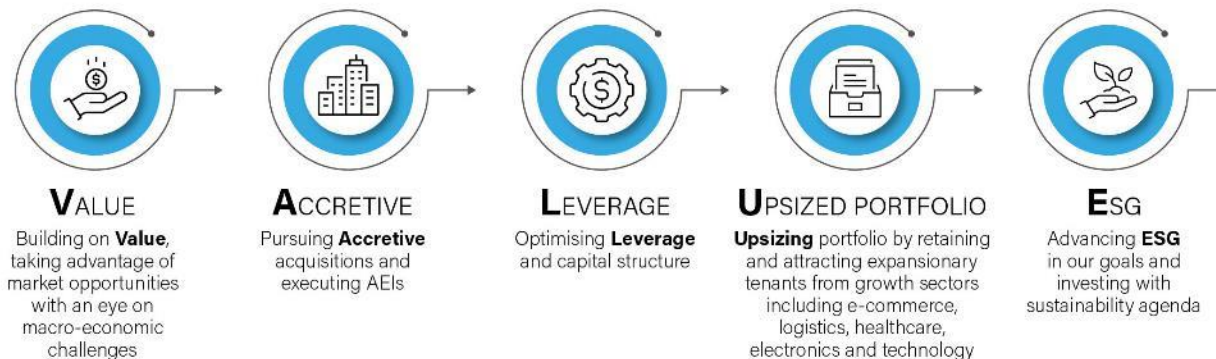 VALUE
Building on Value,
taking advantage of
market opportunities
with an eye on
macro-economic
challenges
ACCRETIVE
Pursuing Accretive
acquisitions and
executing AEIs
LEVERAGE
Optimising Leverage
and capital structure
UPSIZED PORTFOLIO
Upsizing portfolio by retaining
and attracting expansionary
tenants from growth sectors
including e-commerce,
logistics, healthcare,
electronics and technology
ESG
Advancing ESG
in our goals and
investing with
sustainability agenda